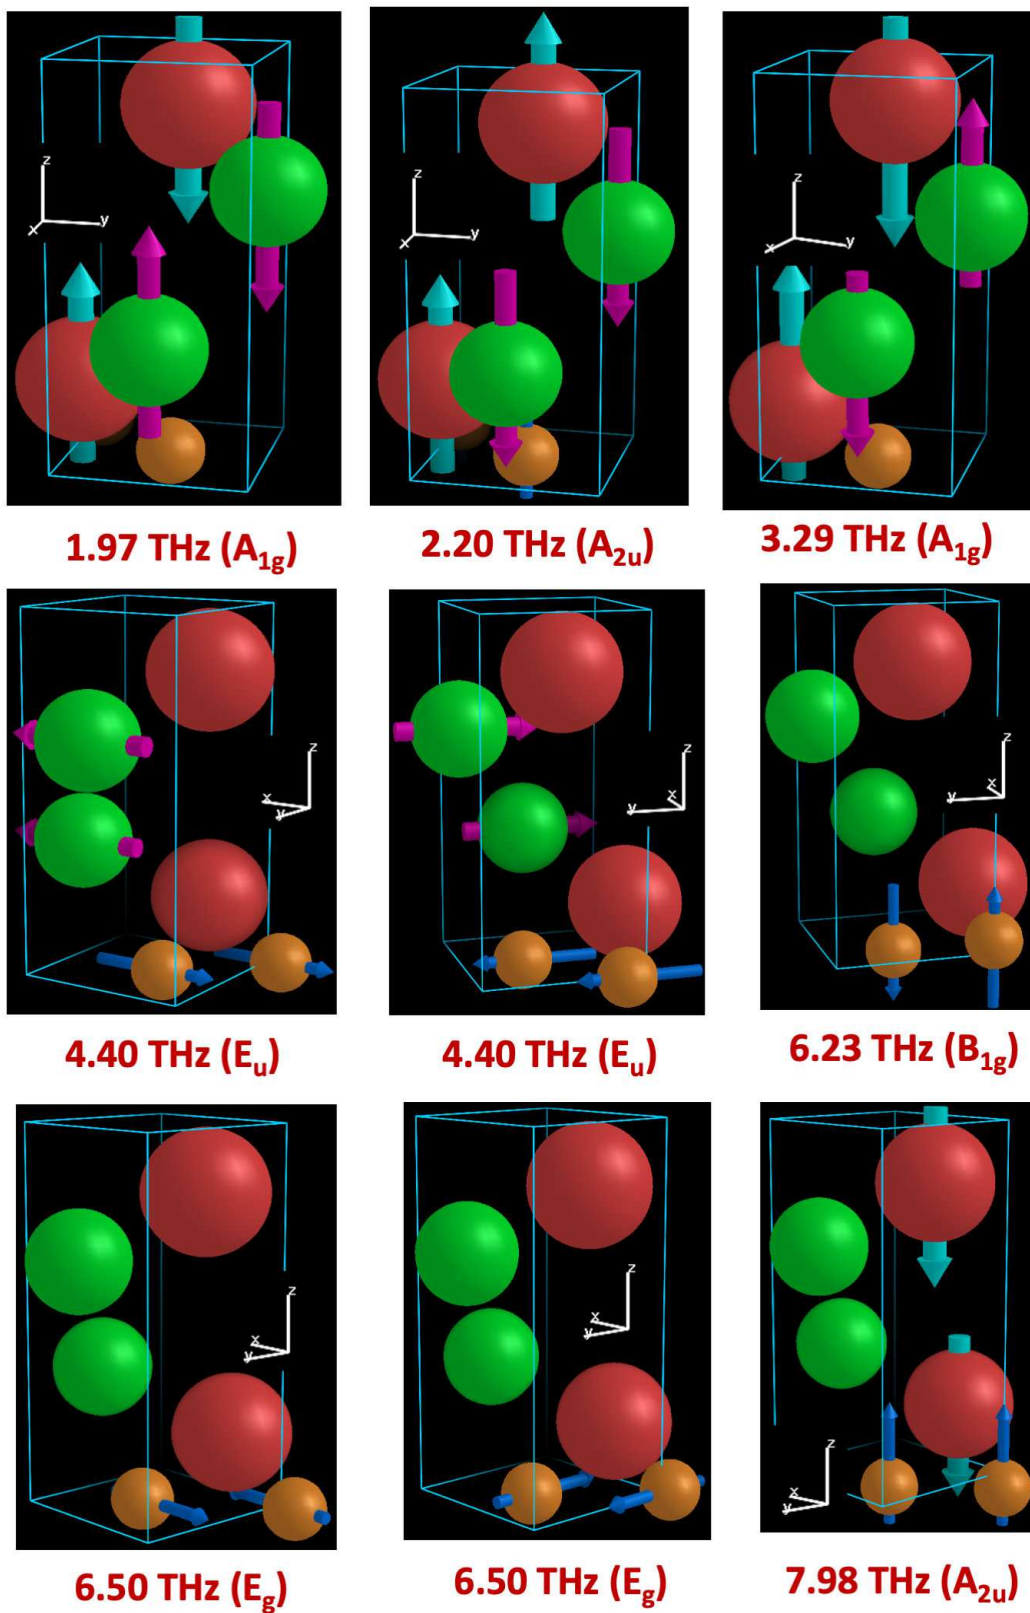 z
x
y
z
x
y
z
x
y
1.97 THz (A1g)
2.20 THz (A2u)
3.29 THz (A1g)
z
x
y
z
x
y
z
x
y
4.40 THz (Eu)
4.40 THz (Eu)
6.23 THz (B1g)
z
x
y
z
x
y
z
x
y
6.50 THz (Eg)
6.50 THz (Eg)
7.98 THz (A2u)